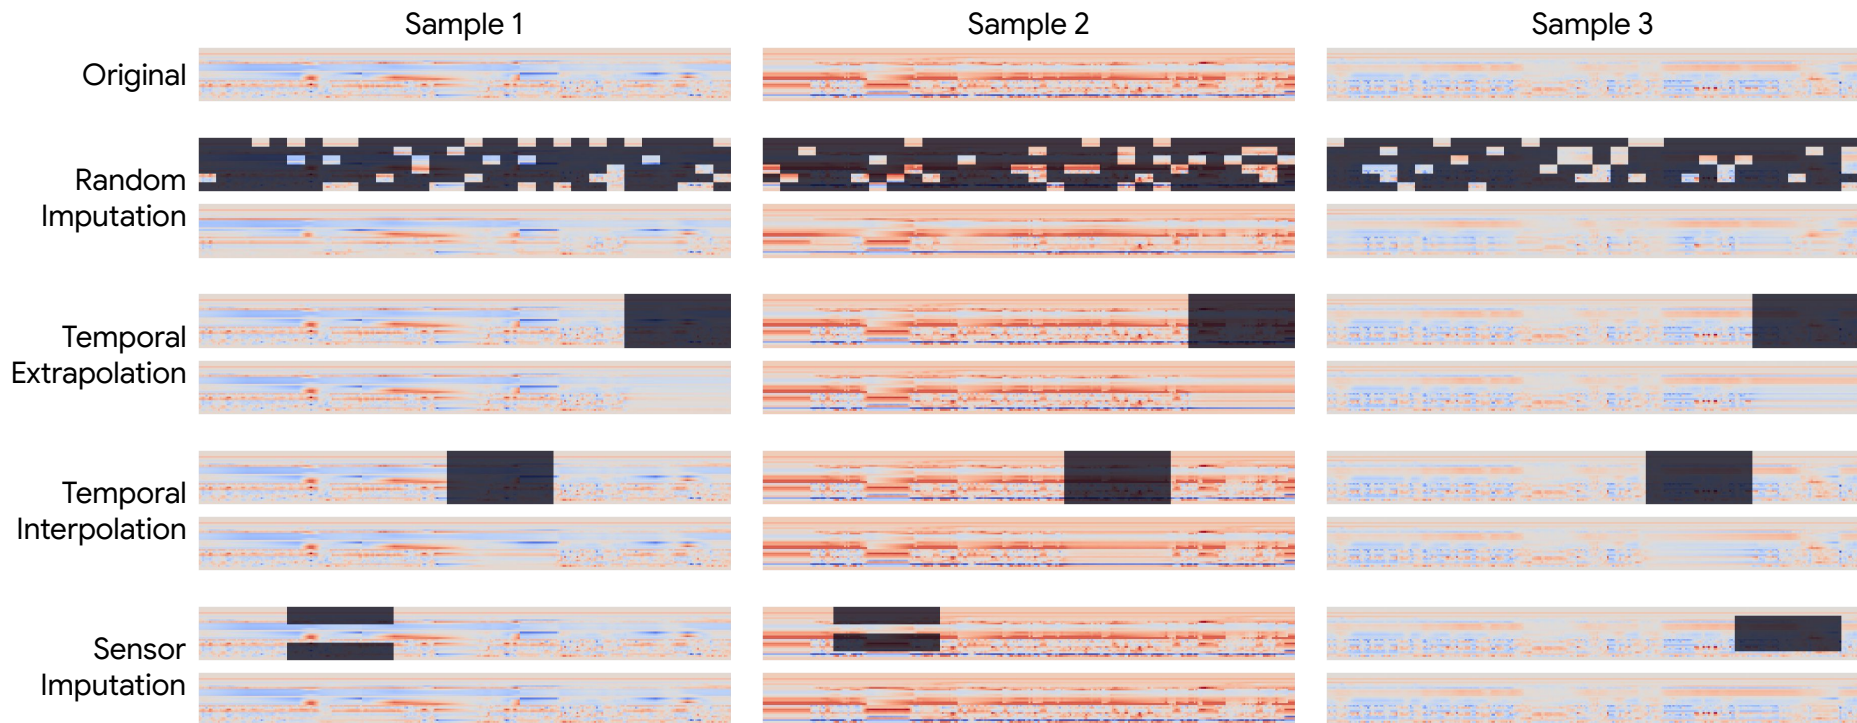 Sample 1
Sample 2
Sample 3
Original
Random
Imputation
Temporal
Extrapolation
Temporal
Interpolation
Sensor
Imputation